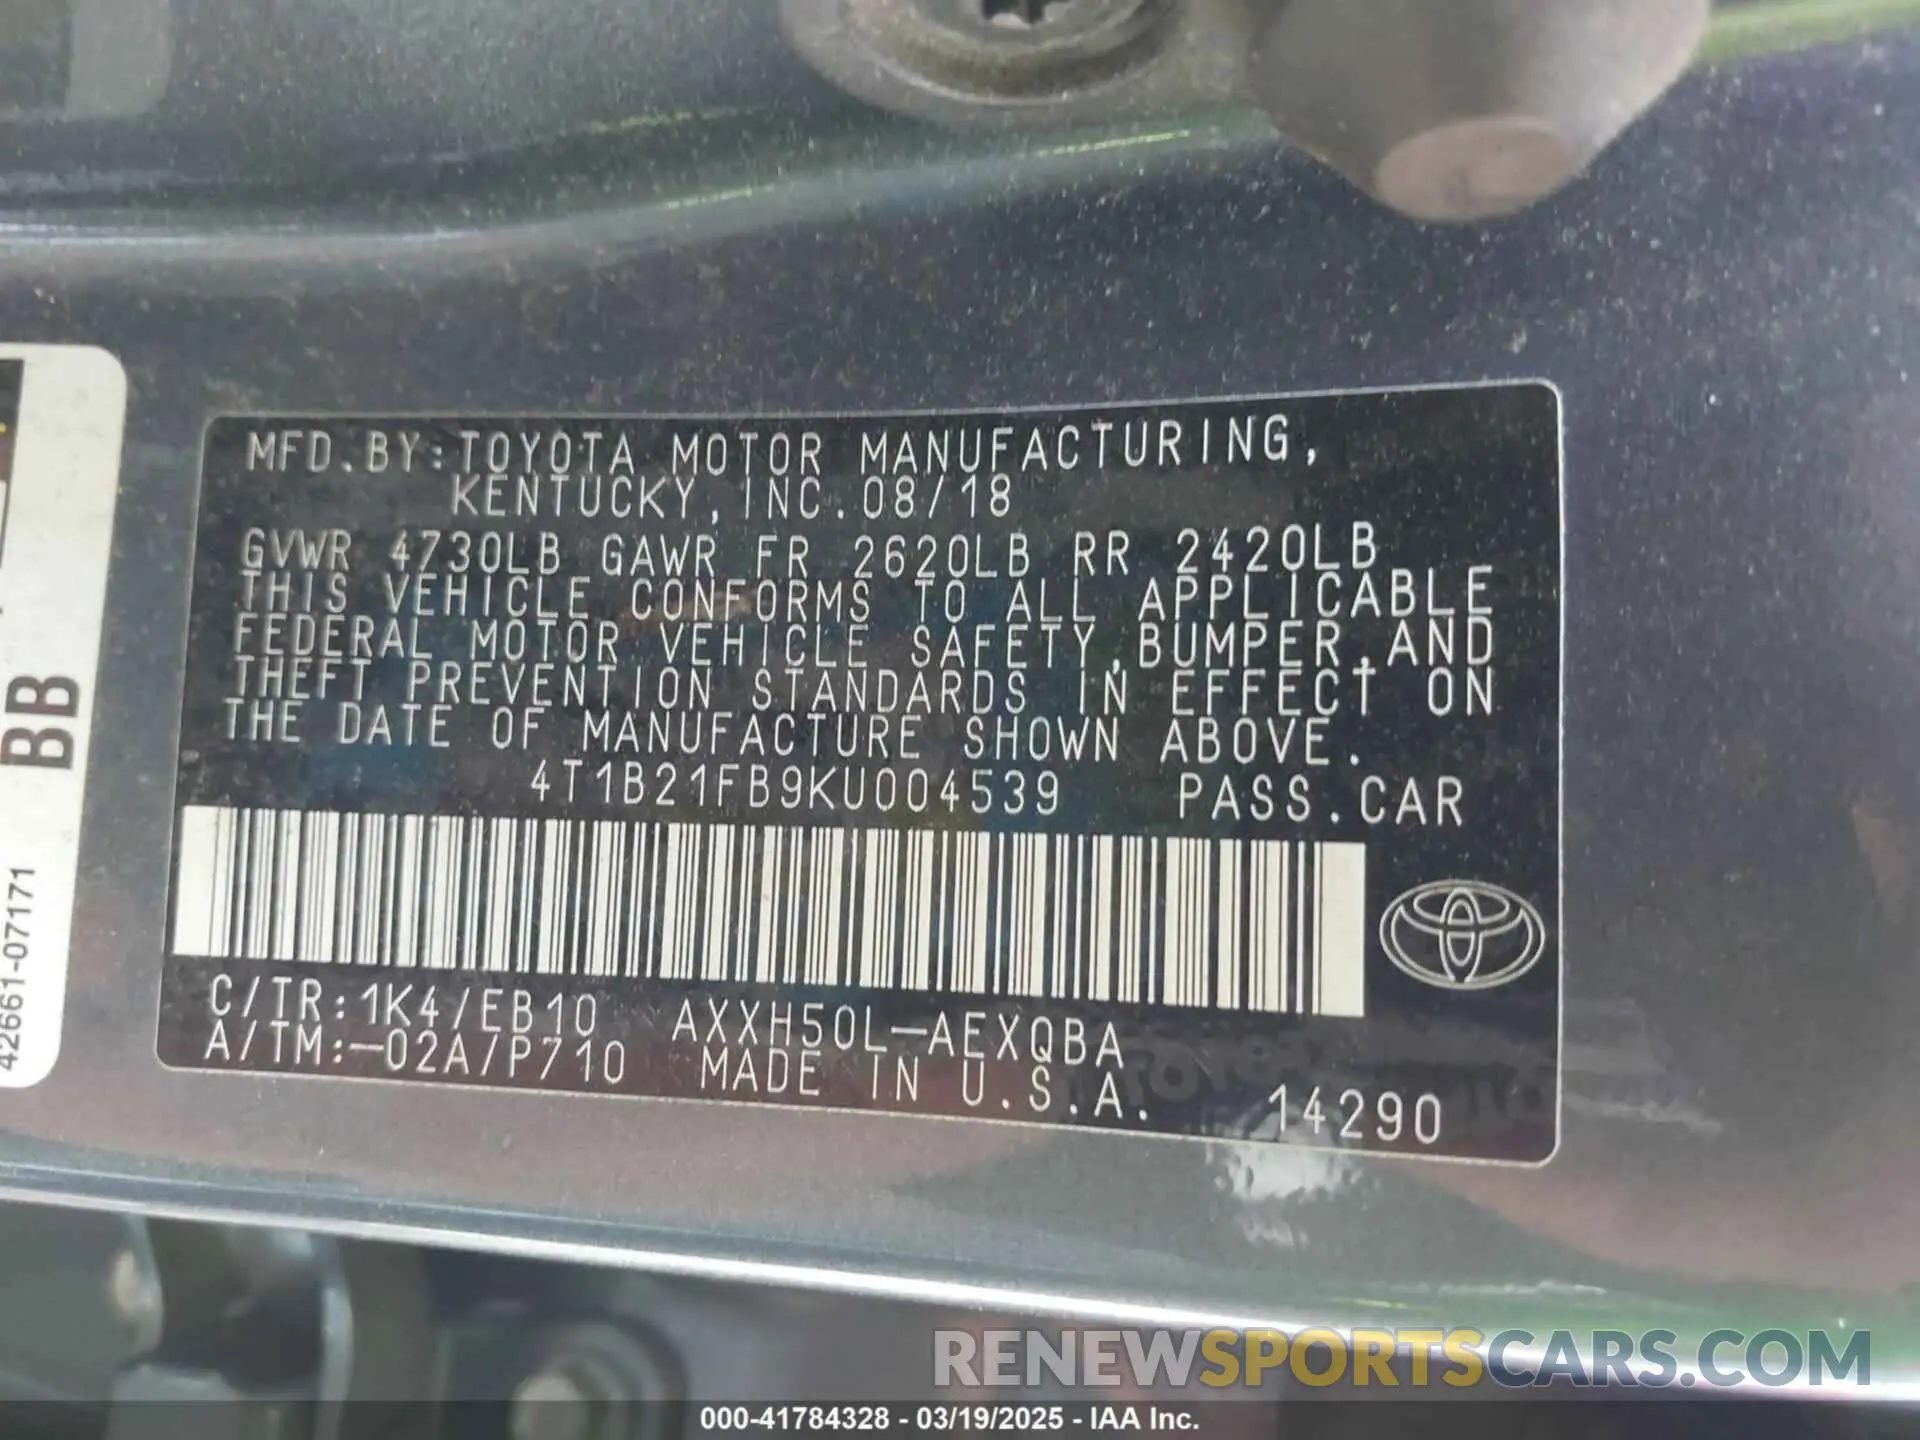 MFD.BY:TOYOTA MOTOR MANUFACTURING,
KENTUCKY,INC.08/18
GVWR 4730LB GAWR FR 2620LB RR 2420LB
THIS VEHICLE CONFORMS TO ALL APPLICABLE
FEDERAL MOTOR VEHICLE SAFETY,BUMPER,AND
THEFT PREVENTION STANDARDS IN EFFECT ON
THE DATE OF MANUFACTURE SHOWN ABOVE.
4T1B21FB9KU004539 PASS.CAR
C/TR:1K4/EB10 AXXH50L-AEXQBA
A/TM:-02A/P710 MADE IN U.S.A. 14290
BB
42661-07171
RENEWSPORTSCARS.COM
000-41784328 - 03/19/2025 - IAA Inc.